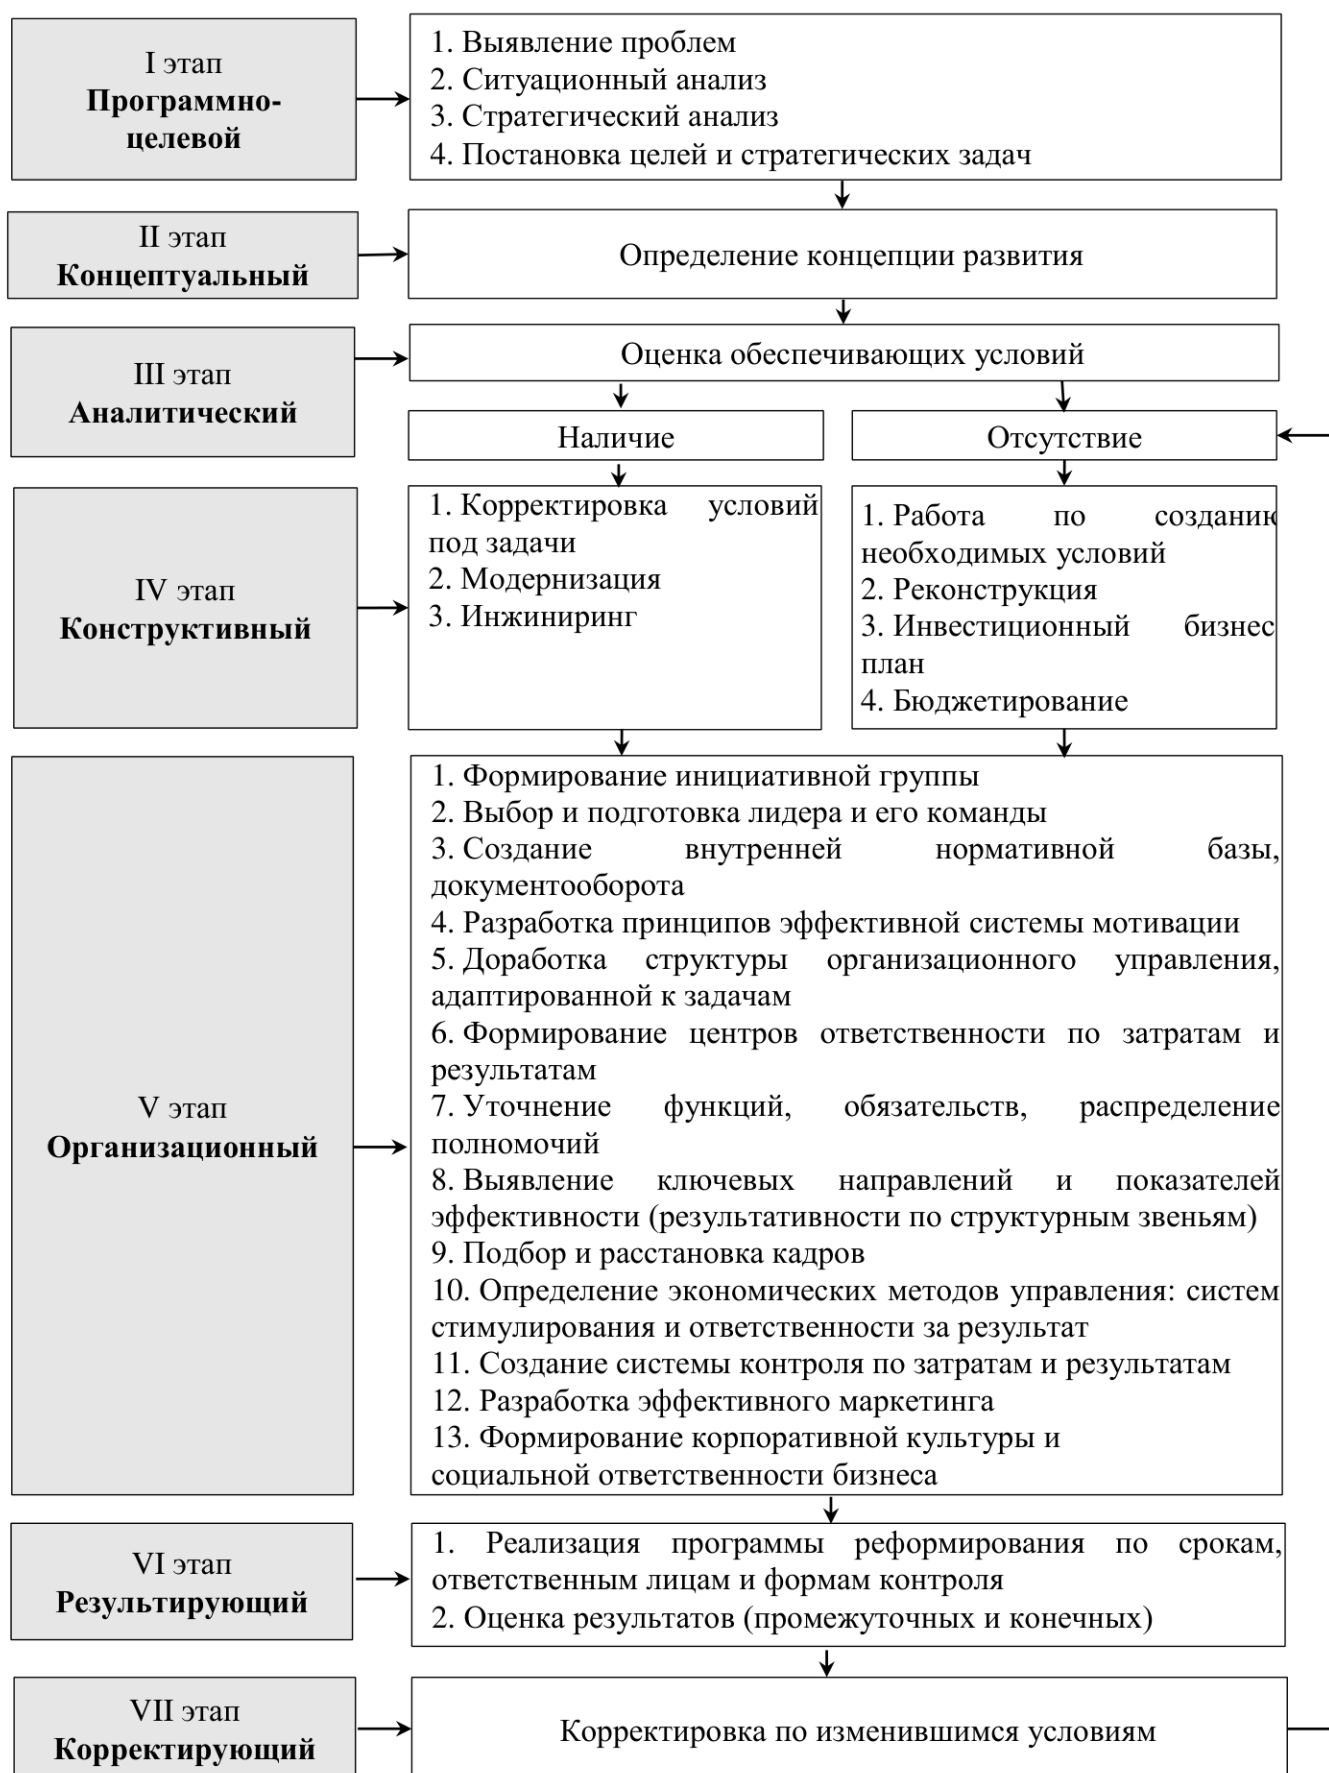 I этап
Программно-
целевой
1. Выявление проблем
2. Ситуационный анализ
3. Стратегический анализ
4. Постановка целей и стратегических задач
II этап
Концептуальный
Определение концепции развития
III этап
Аналитический
Оценка обеспечивающих условий
Наличие
Отсутствие
IV этап
Конструктивный
1. Корректировка условий
под задачи
2. Модернизация
3. Инжиниринг
1. Работа по созданию
необходимых условий
2. Реконструкция
3. Инвестиционный бизнес
план
4. Бюджетирование
V этап
Организационный
1. Формирование инициативной группы
2. Выбор и подготовка лидера и его команды
3. Создание внутренней нормативной базы,
документооборота
4. Разработка принципов эффективной системы мотивации
5. Доработка структуры организационного управления,
адаптированной к задачам
6. Формирование центров ответственности по затратам и
результатам
7. Уточнение функций, обязательств, распределение
полномочий
8. Выявление ключевых направлений и показателей
эффективности (результативности по структурным звеньям)
9. Подбор и расстановка кадров
10. Определение экономических методов управления: систем
стимулирования и ответственности за результат
11. Создание системы контроля по затратам и результатам
12. Разработка эффективного маркетинга
13. Формирование корпоративной культуры и
социальной ответственности бизнеса
VI этап
Результирующий
1. Реализация программы реформирования по срокам,
ответственным лицам и формам контроля
2. Оценка результатов (промежуточных и конечных)
VII этап
Корректирующий
Корректировка по изменившимся условиям